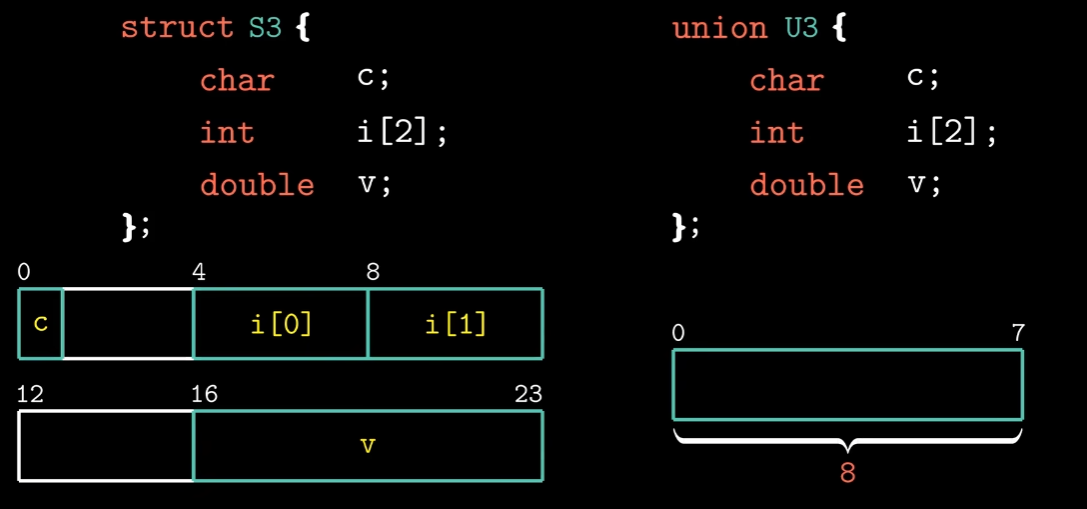 struct S3 {
char c;
int i[2];
double v;
};
0 4 8
c i[0] i[1]
12 16 23
v
union U3 {
char c;
int i[2];
double v;
};
0 7
8